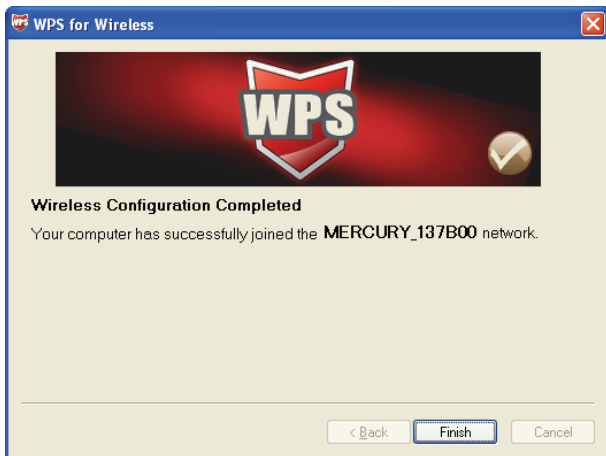 WPS for Wireless
WPS
Wireless Configuration Completed
Your computer has successfully joined the MERCURY_137B00 network.
< Back
Finish
Cancel